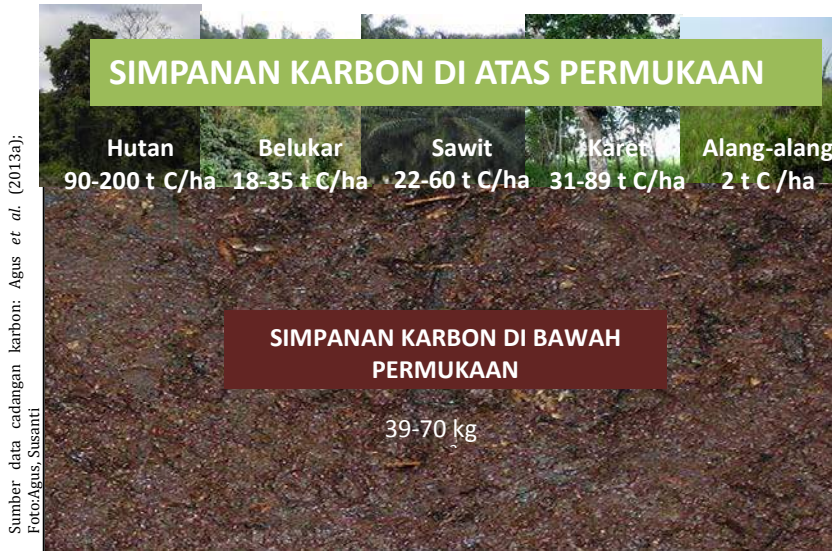 SIMPANAN KARBON DI ATAS PERMUKAAN
Hutan
90-200 t C/ha
Belukar
18-35 t C/ha
Sawit
22-60 t C/ha
Karet
31-89 t C/ha
Alang-alang
2 t C /ha
SIMPANAN KARBON DI BAWAH
PERMUKAAN
39-70 kg
Sumber data cadangan karbon: Agus et al. (2013a);
Foto:Agus, Susanti